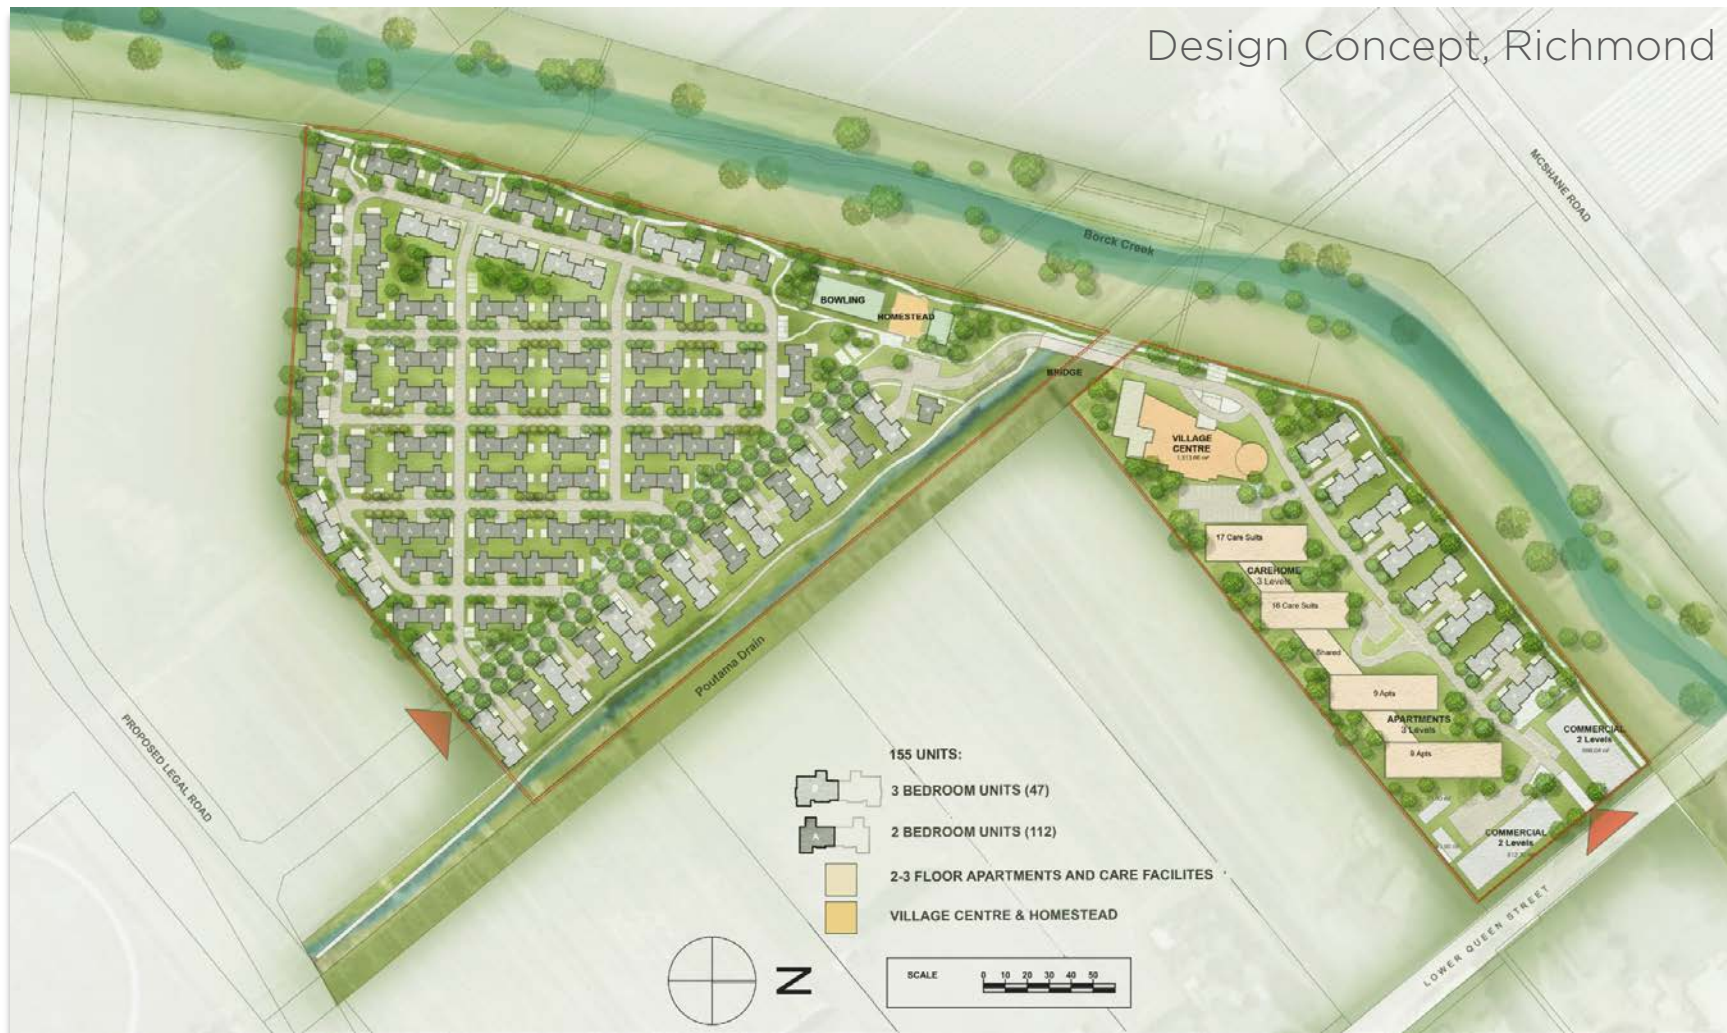 Design Concept, Richmond
MCSHANE ROAD
Borck Creek
BOWLING
HOMESTEAD
BRIDGE
VILLAGE
CENTRE
17 Care Suits
CAREHOME
3 Levels
16 Care Suits
Shared
9 Apts
APARTMENTS
3 Levels
COMMERCIAL
2 Levels
COMMERCIAL
2 Levels
LOWER QUEEN STREET
Poutama Drain
PROPOSED LEGAL ROAD
155 UNITS:
3 BEDROOM UNITS (47)
A
2 BEDROOM UNITS (112)
2-3 FLOOR APARTMENTS AND CARE FACILITES
VILLAGE CENTRE & HOMESTEAD
N
SCALE
0 10 20 30 40 50